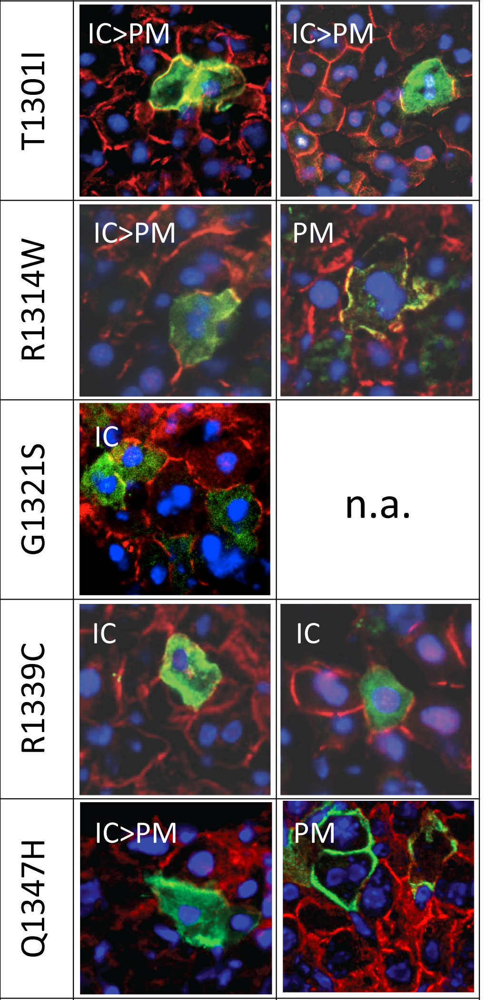 T1301I
IC>PM
IC>PM
R1314W
IC>PM
PM
G1321S
IC
n.a.
R1339C
IC
IC
Q1347H
IC>PM
PM